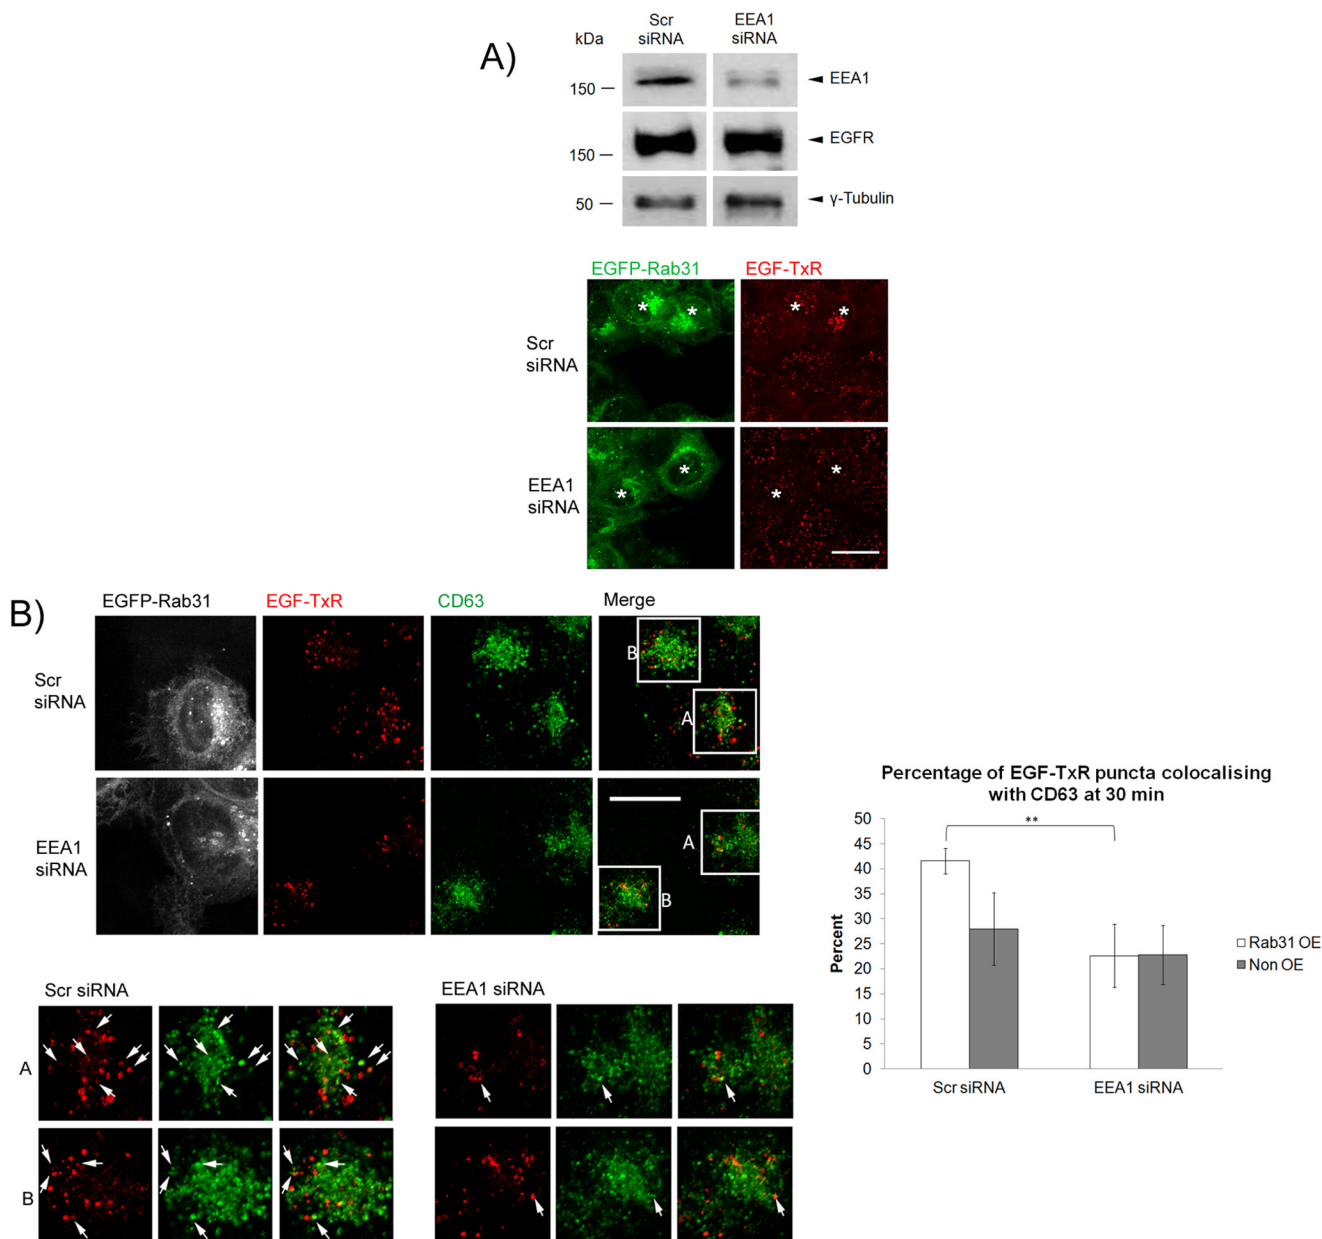 A)
kDa
Scr
siRNA
EEA1
siRNA
150
EEA1
150
EGFR
50
γ-Tubulin
EGFP-Rab31
EGF-TxR
Scr
siRNA
*
*
*
*
EEA1
siRNA
*
*
*
*
B)
EGFP-Rab31
EGF-TxR
CD63
Merge
Scr
siRNA
B
A
EEA1
siRNA
A
B
Scr siRNA
EEA1 siRNA
A
B
Percentage of EGF-TxR puncta colocalising
with CD63 at 30 min
**
Percent
50
45
40
35
30
25
20
15
10
5
0
Scr siRNA
EEA1 siRNA
Rab31 OE
Non OE